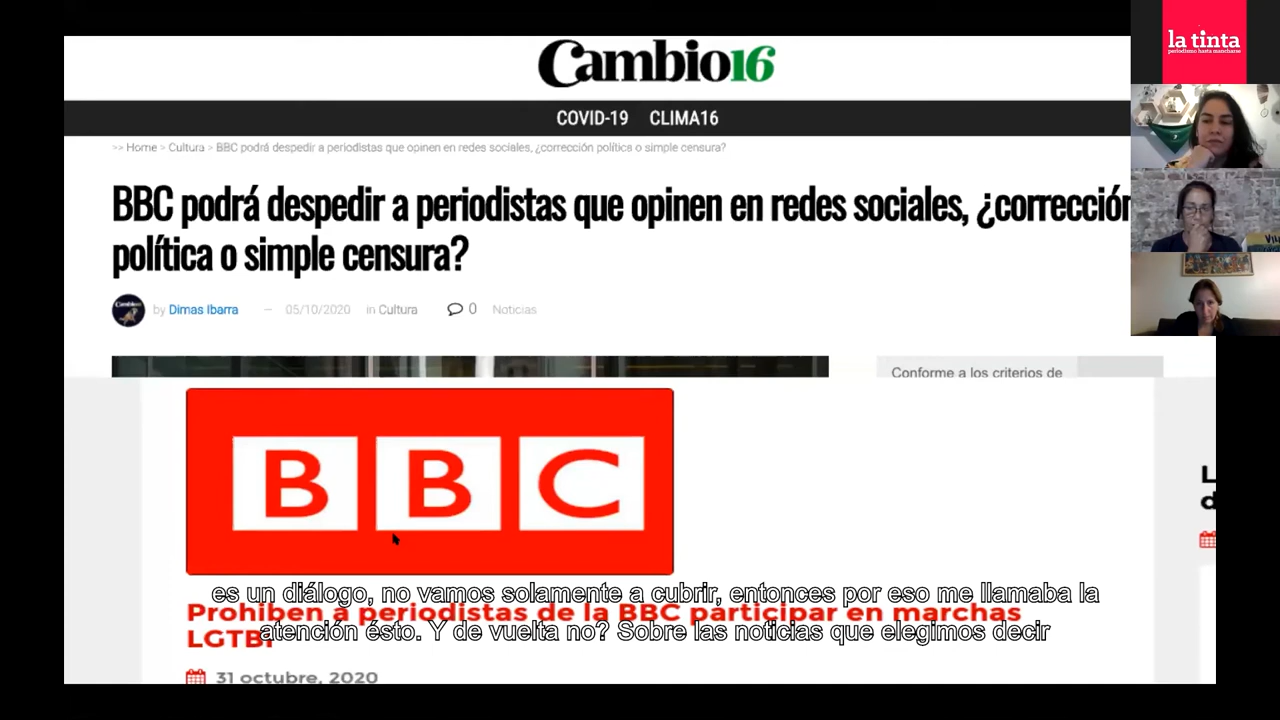 Cambio16
la tinta
periodismo hasta mancharse
COVID-19 CLIMA16
>> Home > Cultura > BBC podrá despedir a periodistas que opinen en redes sociales, ¿corrección política o simple censura?
BBC podrá despedir a periodistas que opinen en redes sociales, ¿corrección
política o simple censura?
by Dimas Ibarra — 05/10/2020 in Cultura 0 Noticias
Conforme a los criterios de
BBC
es un diálogo, no vamos solamente a cubrir, entonces por eso me llamaba la
Prohiben a periodistas de la BBC participar en marchas
atención ésto. Y de vuelta no? Sobre las noticias que elegimos decir
LGTBI
31 octubre, 2020